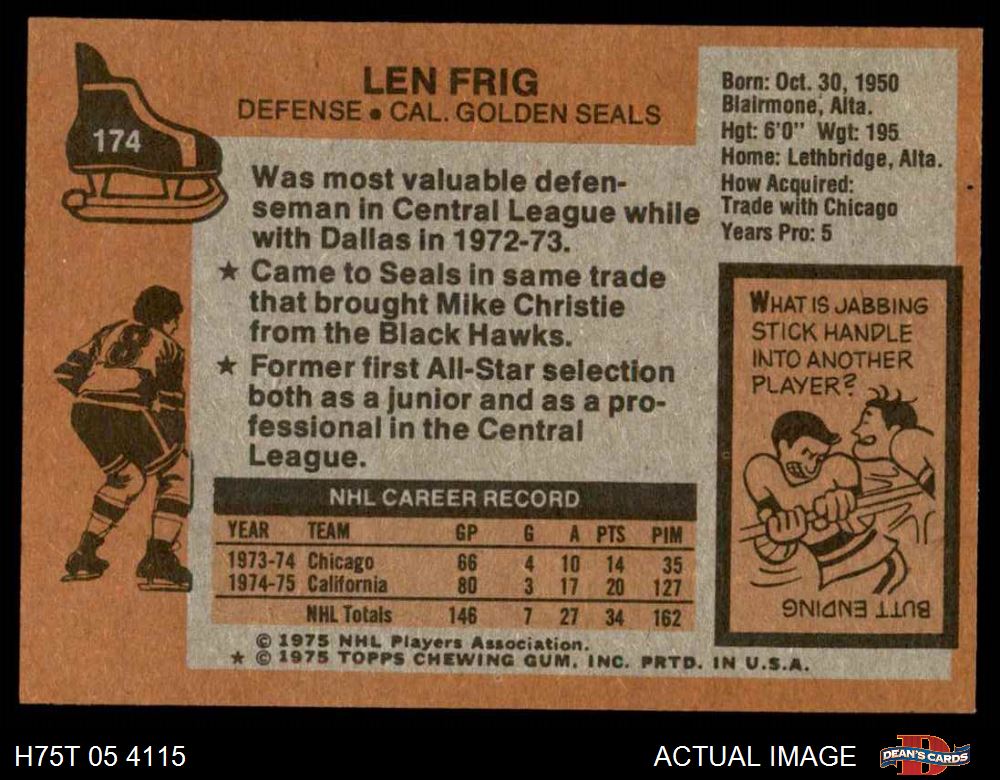 LEN FRIG
DEFENSE • CAL. GOLDEN SEALS
174
Born: Oct. 30, 1950
Blairmone, Alta.
Hgt: 6'0" Wgt: 195
Home: Lethbridge, Alta.
How Acquired:
Trade with Chicago
Years Pro: 5
Was most valuable defen-
seman in Central League while
with Dallas in 1972-73.
★ Came to Seals in same trade
that brought Mike Christie
from the Black Hawks.
★ Former first All-Star selection
both as a junior and as a pro-
fessional in the Central
League.
8
WHAT IS JABBING
STICK HANDLE
INTO ANOTHER
PLAYER?
BUTT ENDING
NHL CAREER RECORD
YEAR TEAM GP G A PTS PIM
1973-74 Chicago 66 4 10 14 35
1974-75 California 80 3 17 20 127
NHL Totals 146 7 27 34 162
© 1975 NHL Players Association.
★ © 1975 TOPPS CHEWING GUM, INC. PRTD. IN U.S.A.
H75T 05 4115
ACTUAL IMAGE
D
DEAN'S CARDS